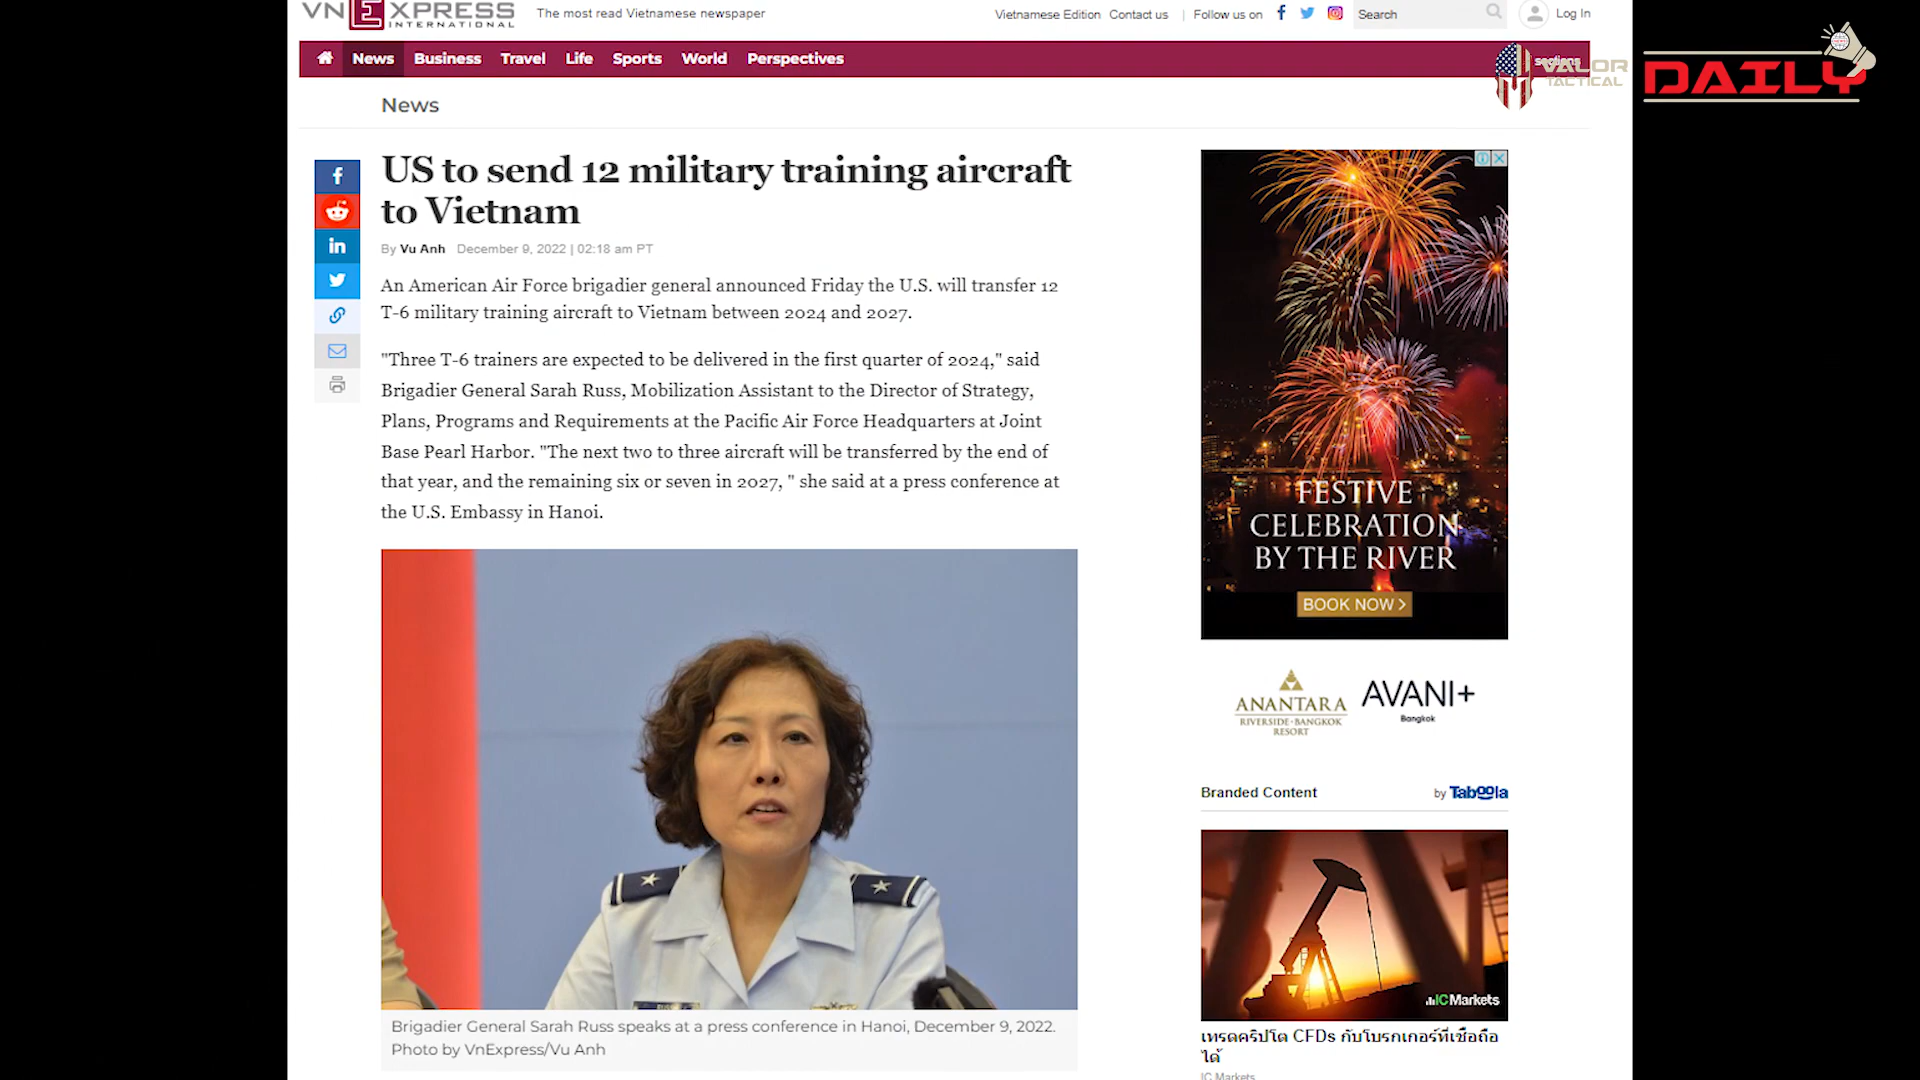 VNEXPRESS
INTERNATIONAL
The most read Vietnamese newspaper
Vietnamese Edition Contact us | Follow us on
Search
Log In
News Business Travel Life Sports World Perspectives
sections
VALOR
TACTICAL
DAILY
News
US to send 12 military training aircraft
to Vietnam
By Vu Anh December 9, 2022 | 02:18 am PT
An American Air Force brigadier general announced Friday the U.S. will transfer 12
T-6 military training aircraft to Vietnam between 2024 and 2027.
"Three T-6 trainers are expected to be delivered in the first quarter of 2024," said
Brigadier General Sarah Russ, Mobilization Assistant to the Director of Strategy,
Plans, Programs and Requirements at the Pacific Air Force Headquarters at Joint
Base Pearl Harbor. "The next two to three aircraft will be transferred by the end of
that year, and the remaining six or seven in 2027, " she said at a press conference at
the U.S. Embassy in Hanoi.
Brigadier General Sarah Russ speaks at a press conference in Hanoi, December 9, 2022.
Photo by VnExpress/Vu Anh
FESTIVE
CELEBRATION
BY THE RIVER
BOOK NOW >
ANANTARA
RIVERSIDE·BANGKOK
RESORT
AVANI+
Bangkok
Branded Content
by Taboola
ICMarkets
เทรดคริปโต CFDs กับโบรกเกอร์ที่เชื่อถือ
ได้
IC Markets